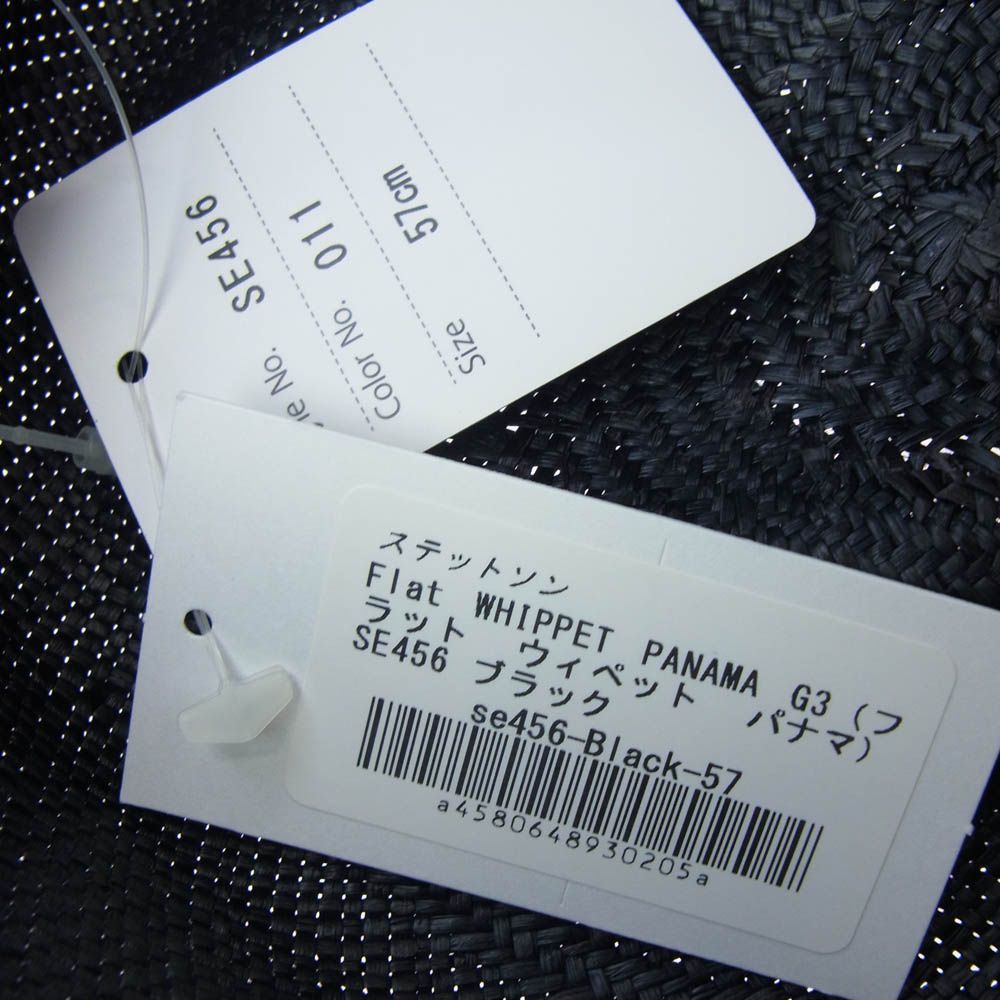 SE456
No.
Color No. 011
Size 57cm
ステットソン
Flat WHIPPET PANAMA G3 (フ
ラット ウィペット パナマ)
SE456 ブラック
se456-Black-57
a4580648930205a